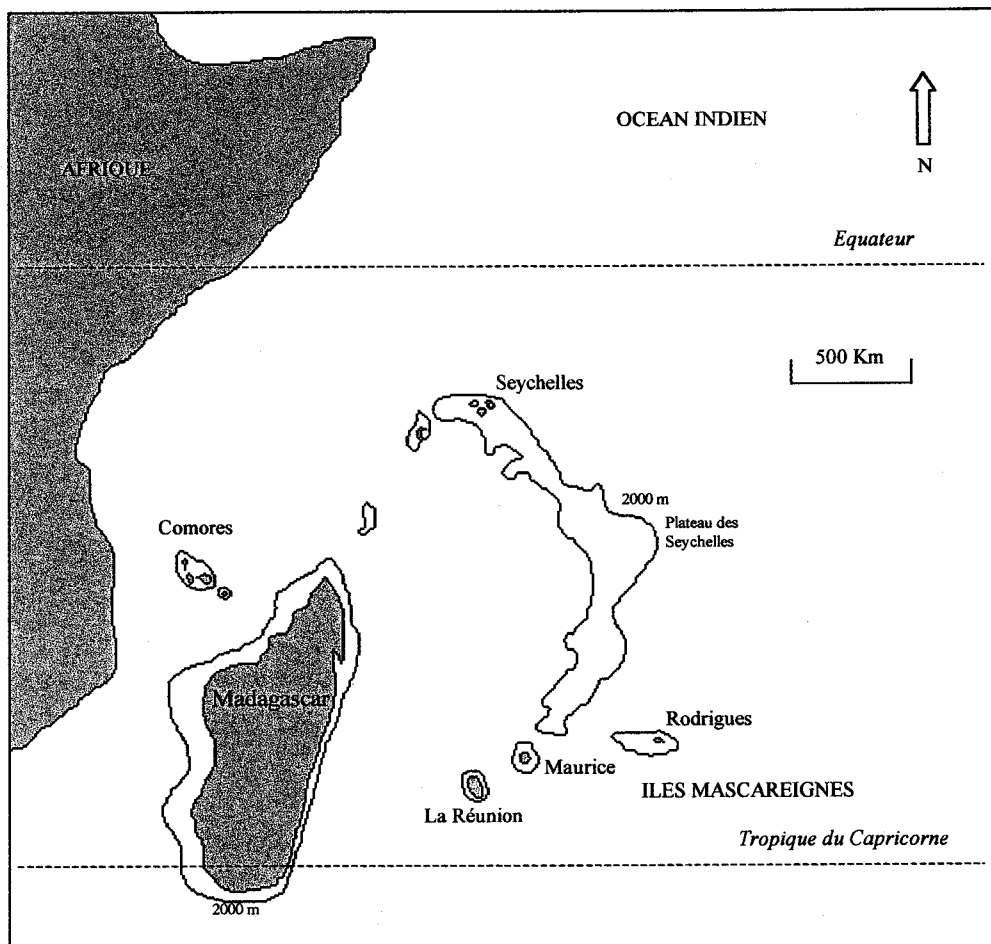 OCEAN INDIEN
N
AFRIQUE
Equateur
500 Km
Seychelles
2000 m
Plateau des
Seychelles
Comores
Madagascar
Rodrigues
Maurice
ILES MASCAREIGNES
La Réunion
Tropique du Capricorne
2000 m